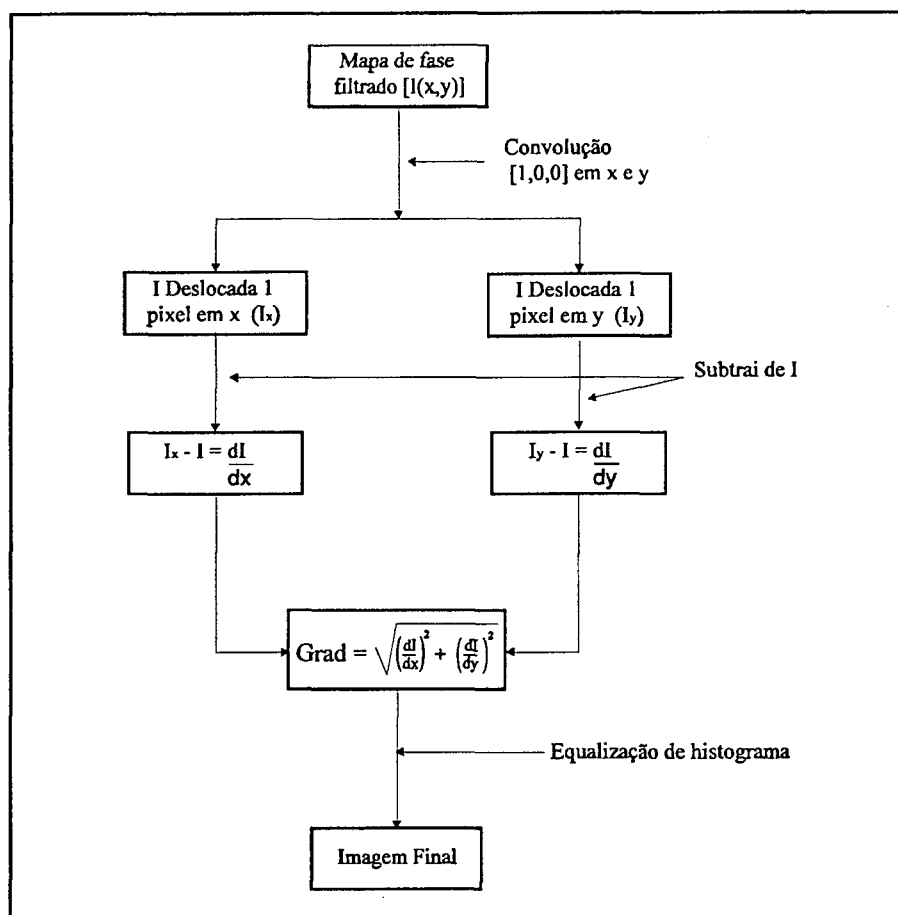 Mapa de fase
filtrado [I(x,y)]
Convolução
[1,0,0] em x e y
I Deslocada 1
pixel em x (Ix)
I Deslocada 1
pixel em y (Iy)
Subtrai de I
Ix - I = dI
dx
Iy - I = dI
dy
Grad = √(dI/dx)² + (dI/dy)²
Equalização de histograma
Imagem Final